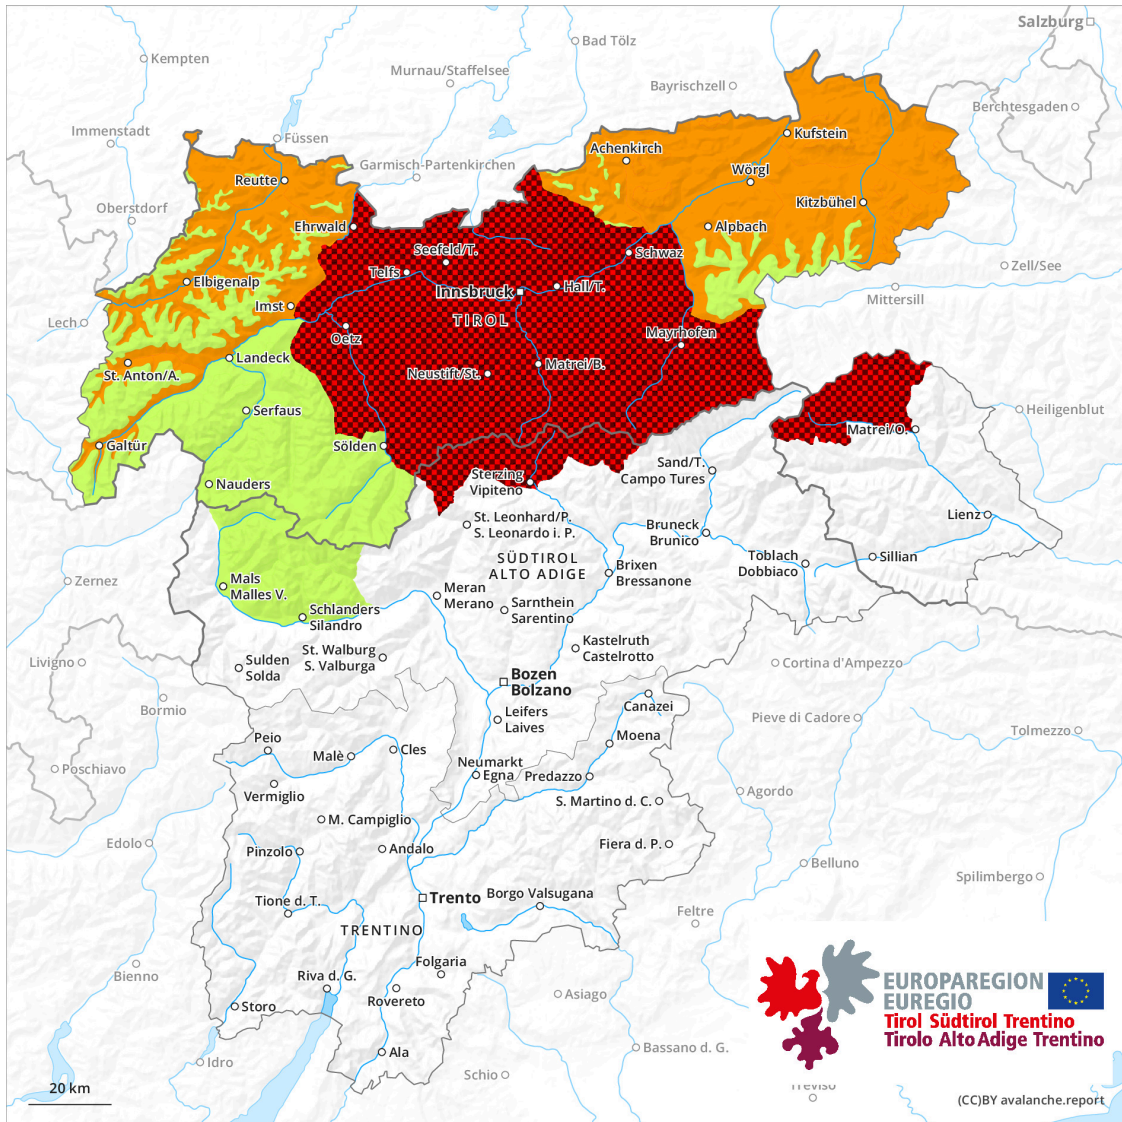 Salzburg
Bad Tölz
Kempten
Murnau/Staffelsee
Bayrischzell
Berchtesgaden
Immenstadt
Füssen
Kufstein
Achenkirch
Garmisch-Partenkirchen
Wörgl
Reutte
Oberstdorf
Kitzbühel
Ehrwald
Alpbach
Seefeld/T.
Schwaz
Telfs
Zell/See
Elbigenalp
Innsbruck
Hall/T.
Mittersill
Imst
TIROL
Lech
Oetz
Mayrhofen
Landeck
Matrei/B.
St. Anton/A.
Neustift/St.
Serfaus
Heiligenblut
Matrei/O.
Galtür
Sölden
Sterzing
Vipiteno
Sand/T.
Campo Tures
Nauders
St. Leonhard/P.
S. Leonardo i. P.
Bruneck
Brunico
Lienz
SÜDTIROL
ALTO ADIGE
Toblach
Dobbiaco
Sillian
Brixen
Bressanone
Zernez
Mals
Malles V.
Meran
Merano
Sarnthein
Sarentino
Schlanders
Silandro
Kastelruth
Castelrotto
St. Walburg
S. Valburga
Livigno
Sulden
Solda
Cortina d'Ampezzo
Bozen
Bolzano
Bormio
Canazei
Leifers
Laives
Pieve di Cadore
Tolmezzo
Peio
Moena
Malè
Cles
Poschiavo
Neumarkt
Egna
Predazzo
Vermiglio
Agordo
S. Martino d. C.
M. Campiglio
Edolo
Pinzolo
Andalo
Fiera d. P.
Belluno
Spilimbergo
Tione d. T.
Trento
Borgo Valsugana
Feltre
TRENTINO
Bienno
Folgaria
Riva d. G.
Rovereto
Asiago
Storo
EUROPAREGION
EUREGIO
Tirol Südtirol Trentino
Tirolo Alto Adige Trentino
Ala
Idro
Bassano d. G.
Schio
Treviso
20 km
(CC)BY avalanche.report